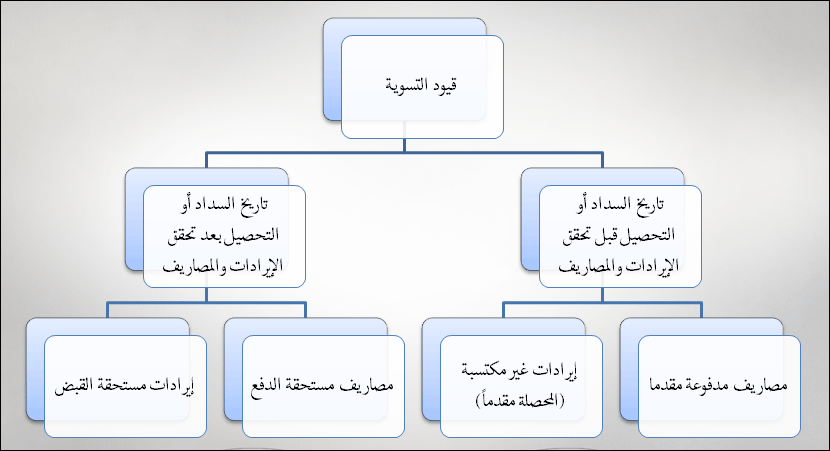 قيود التسوية
تاريخ السداد أو
التحصيل قبل تحقق
الإيرادات والمصاريف
تاريخ السداد أو
التحصيل بعد تحقق
الإيرادات والمصاريف
مصاريف مدفوعة مقدما
إيرادات غير مكتسبة
(المحصلة مقدماً)
مصاريف مستحقة الدفع
إيرادات مستحقة القبض